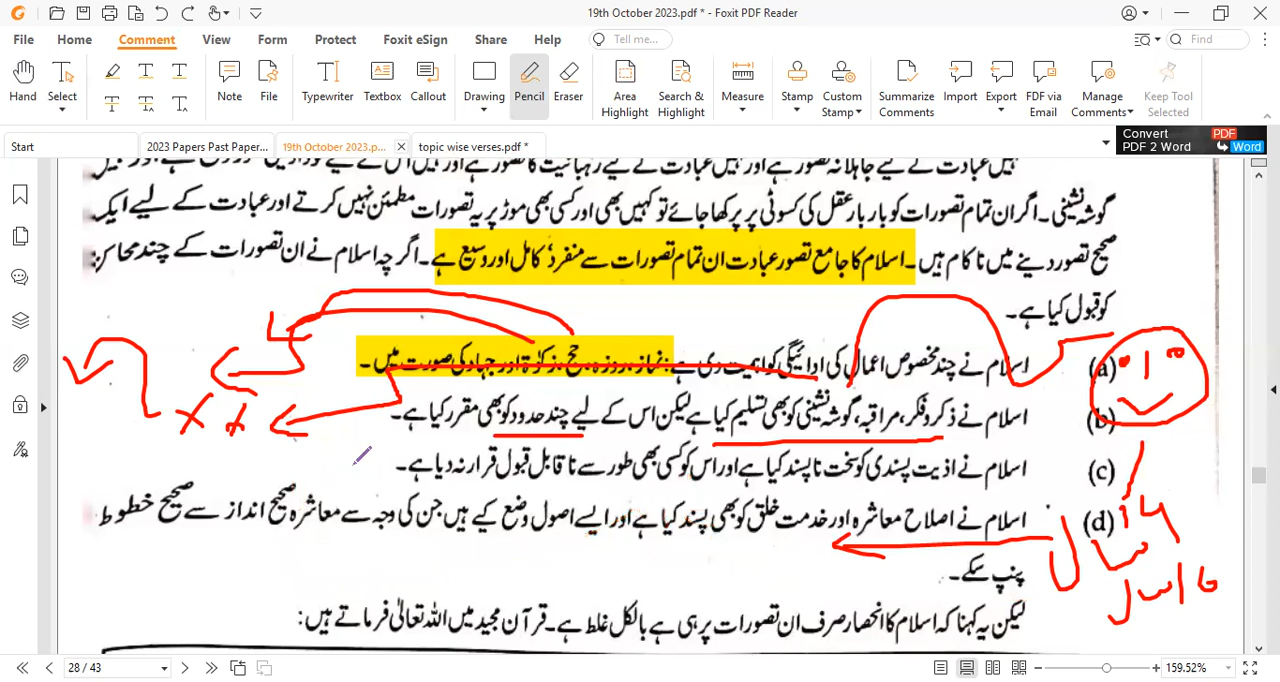 19th October 2023.pdf * - Foxit PDF Reader
File Home Comment View Form Protect Foxit eSign Share Help Tell me... Find
Hand Select Note File Typewriter Textbox Callout Drawing Pencil Eraser Area Highlight Search & Highlight Measure Stamp Custom Stamp Summarize Comments Import Export FDF via Email Manage Comments Keep Tool Selected
Start 2023 Papers Past Paper... 19th October 2023.p... topic wise verses.pdf *
Convert PDF
PDF 2 Word Word
گوشہ نشینی۔ اگر ان تمام تصورات کو بار بار عقل کی کسوٹی پر پرکھا جائے تو کہیں بھی اور کسی بھی موڑ پر یہ تصورات مطمئن نہیں کرتے اور عبادت کے لیے ایک
صحیح تصور دینے میں ناکام ہیں۔ اسلام کا جامع تصور عبادت ان تمام تصورات سے منفرد' کامل اور وسیع ہے۔ اگرچہ اسلام نے ان تصورات کے چند محاسن
کو قبول کیا ہے۔
(a) اسلام نے چند مخصوص اعمال کی ادائیگی کو اہمیت دی ہے: نماز، روزہ، حج، زکوٰۃ اور جہاد کی صورت میں۔
(b) اسلام نے ذکر و فکر، مراقبہ، گوشہ نشینی کو بھی تسلیم کیا ہے لیکن اس کے لیے چند حدود کو بھی مقرر کیا ہے۔
(c) اسلام نے اذیت پسندی کو سخت ناپسند کیا ہے اور اس کو کسی بھی طور سے ناقابل قبول قرار نہ دیا ہے۔
(d) اسلام نے اصلاح معاشرہ اور خدمت خلق کو بھی پسند کیا ہے اور ایسے اصول وضع کیے ہیں جن کی وجہ سے معاشرہ صحیح انداز سے صحیح خطوط
پنپ سکے۔
لیکن یہ کہنا کہ اسلام کا انحصار صرف ان تصورات پر ہی ہے بالکل غلط ہے۔ قرآن مجید میں اللہ تعالیٰ فرماتے ہیں:
28 / 43 159.52%